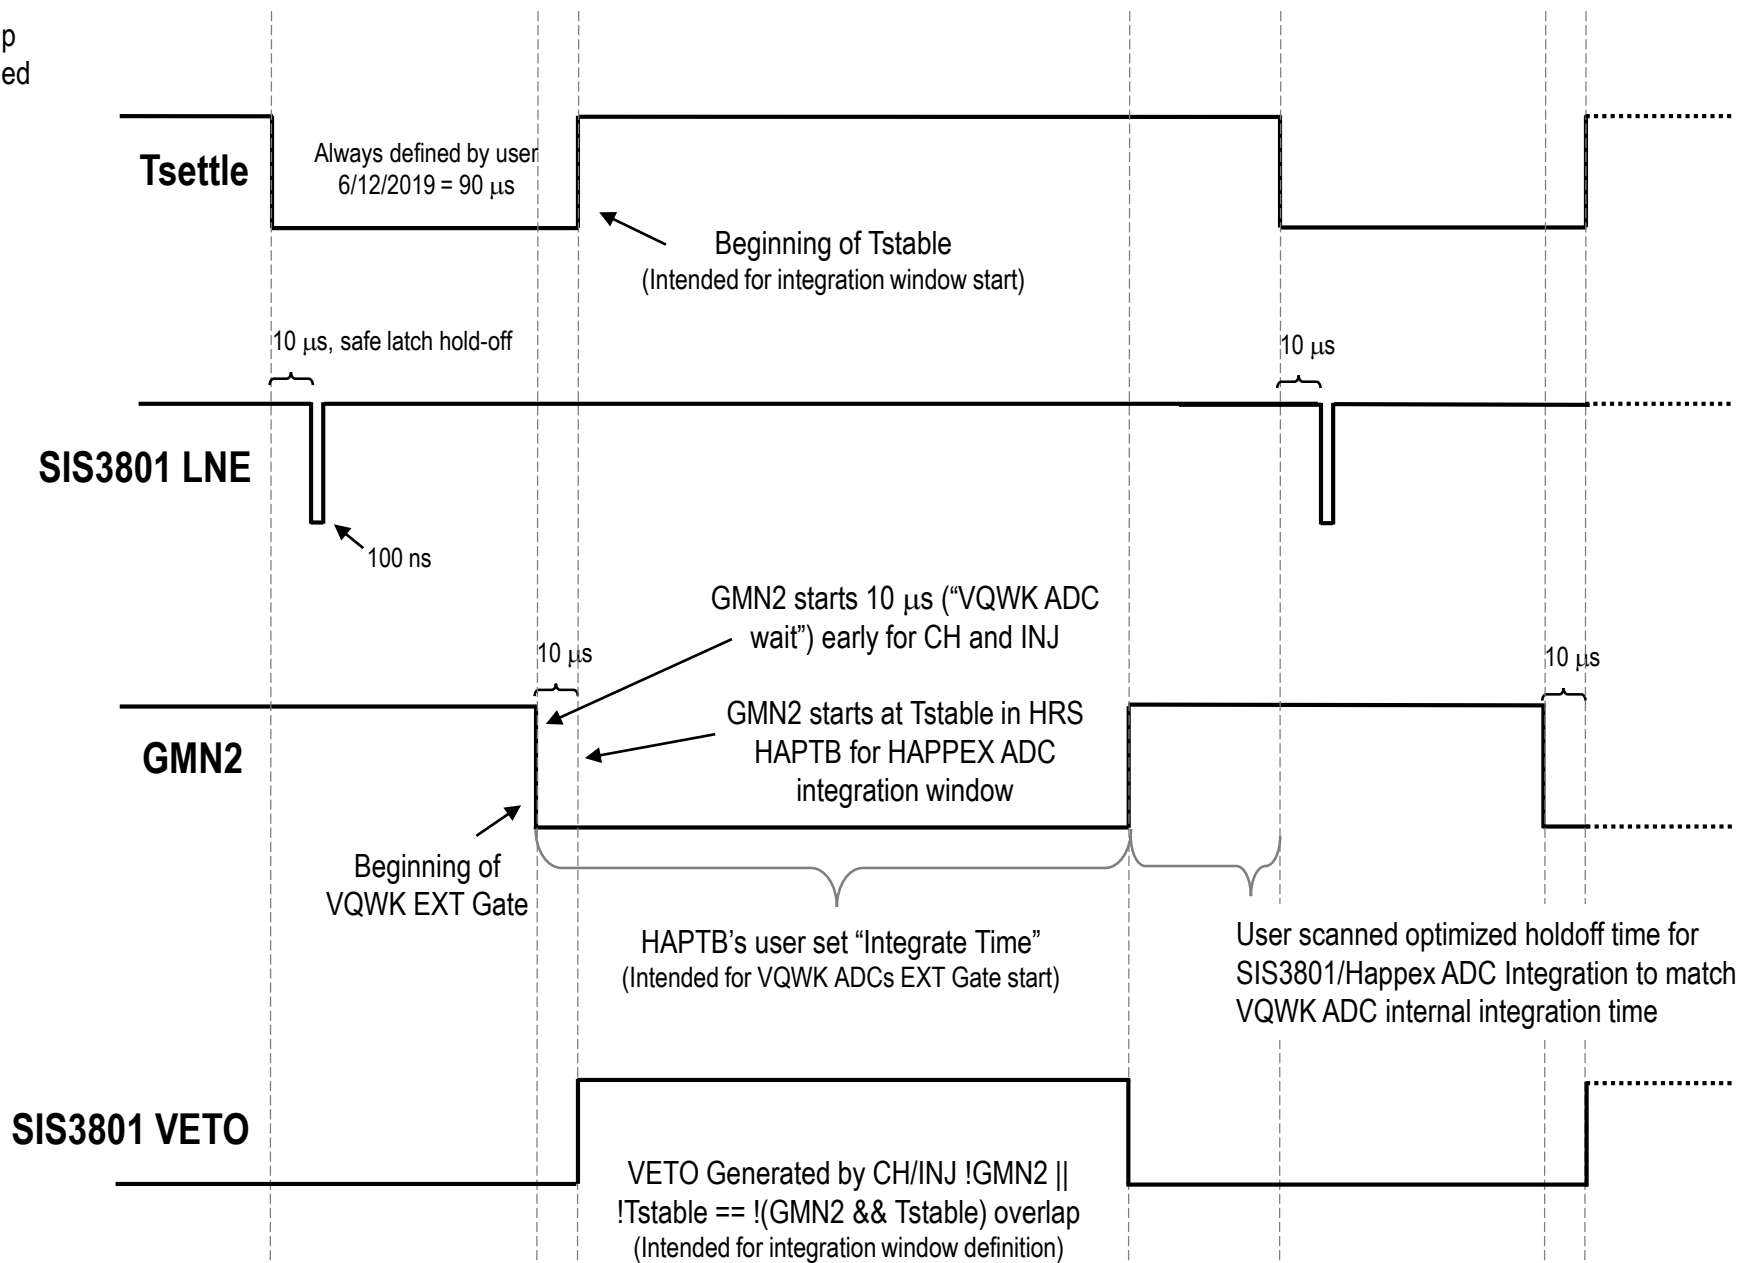 p
ed
Tsettle
Always defined by user
6/12/2019 = 90 μs
Beginning of Tstable
(Intended for integration window start)
10 μs, safe latch hold-off
10 μs
SIS3801 LNE
100 ns
GMN2 starts 10 μs (“VQWK ADC
wait”) early for CH and INJ
10 μs
10 μs
GMN2 starts at Tstable in HRS
HAPTB for HAPPEX ADC
integration window
GMN2
Beginning of
VQWK EXT Gate
HAPTB’s user set “Integrate Time”
(Intended for VQWK ADCs EXT Gate start)
User scanned optimized holdoff time for
SIS3801/Happex ADC Integration to match
VQWK ADC internal integration time
SIS3801 VETO
VETO Generated by CH/INJ !GMN2 ||
!Tstable == !(GMN2 && Tstable) overlap
(Intended for integration window definition)